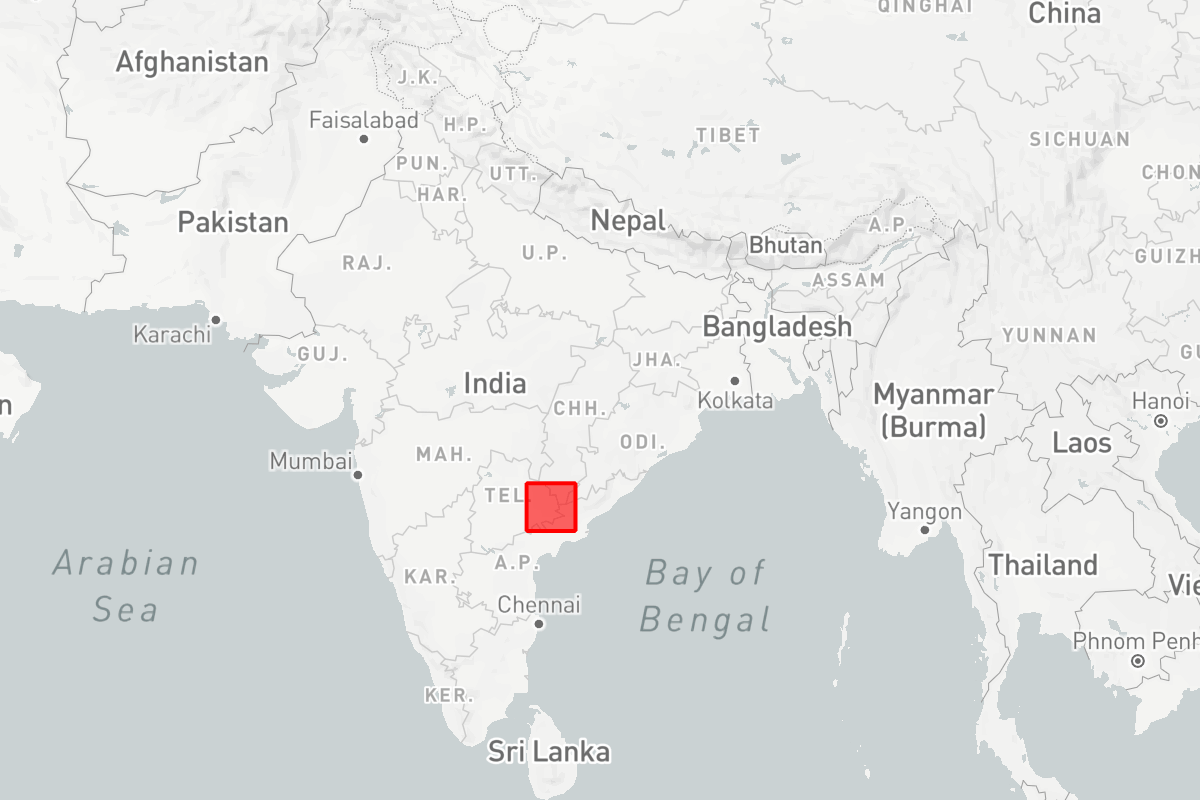 QINGHAI
China
Afghanistan
J.K.
Faisalabad
H.P.
TIBET
SICHUAN
PUN.
UTT.
CHON
HAR.
Pakistan
Nepal
A.P.
Bhutan
U.P.
RAJ.
GUIZH
ASSAM
Karachi
Bangladesh
YUNNAN
GUJ.
JHA.
GU
India
Kolkata
Myanmar
(Burma)
Hanoi
n
CHH.
ODI.
Laos
MAH.
Mumbai
TEL
Yangon
Arabian
Sea
A.P.
Bay of
Bengal
Thailand
KAR.
Vie
Chennai
Phnom Penh
KER.
Sri Lanka